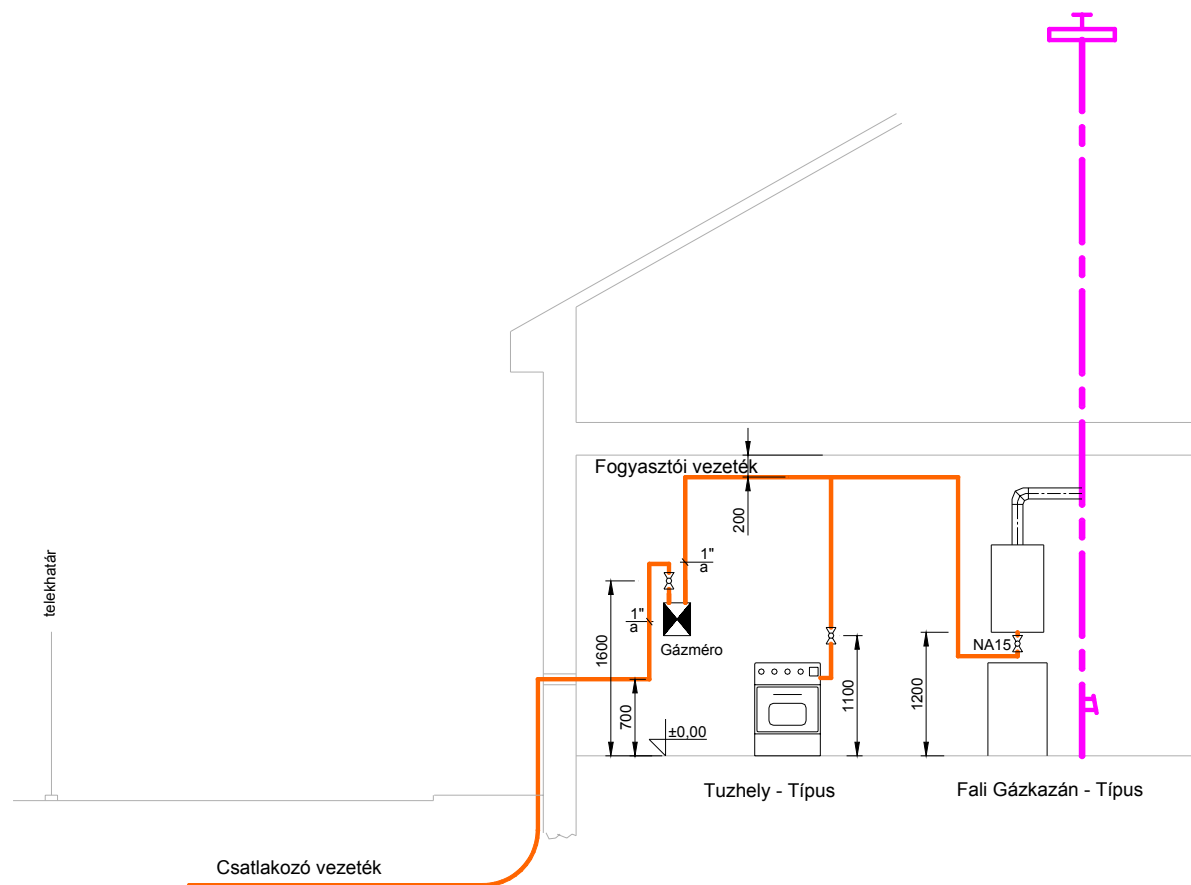 Fogyasztói vezeték
200
1"
a
telekhatár
1"
a
1600
Gázméro
NA15
700
±0,00
1100
1200
Tuzhely - Típus
Fali Gázkazán - Típus
Csatlakozó vezeték